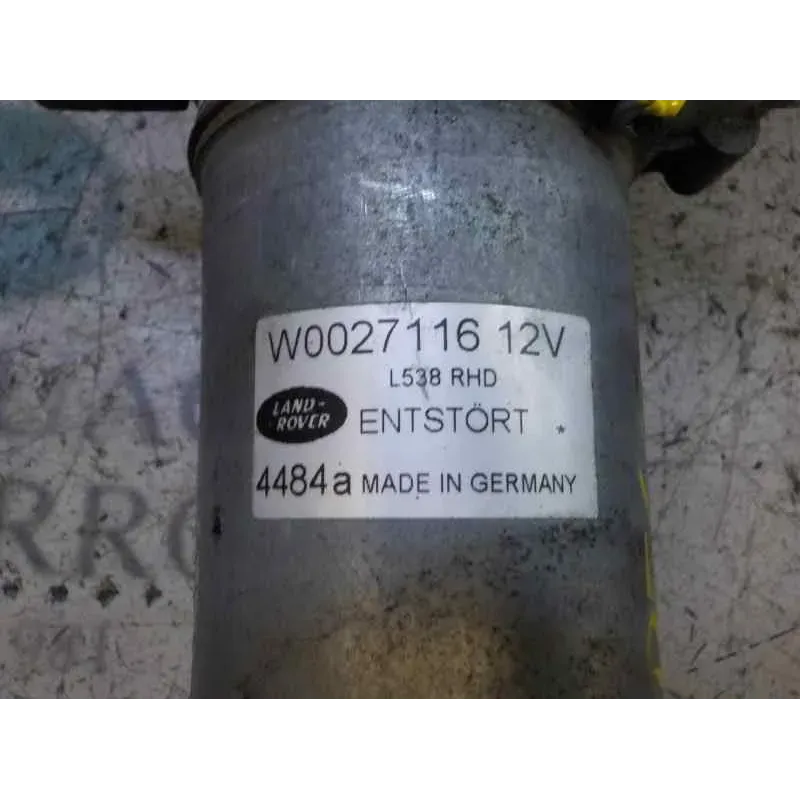 W0027116 12V
L538 RHD
LAND-
ROVER
ENTSTÖRT *
4484a MADE IN GERMANY